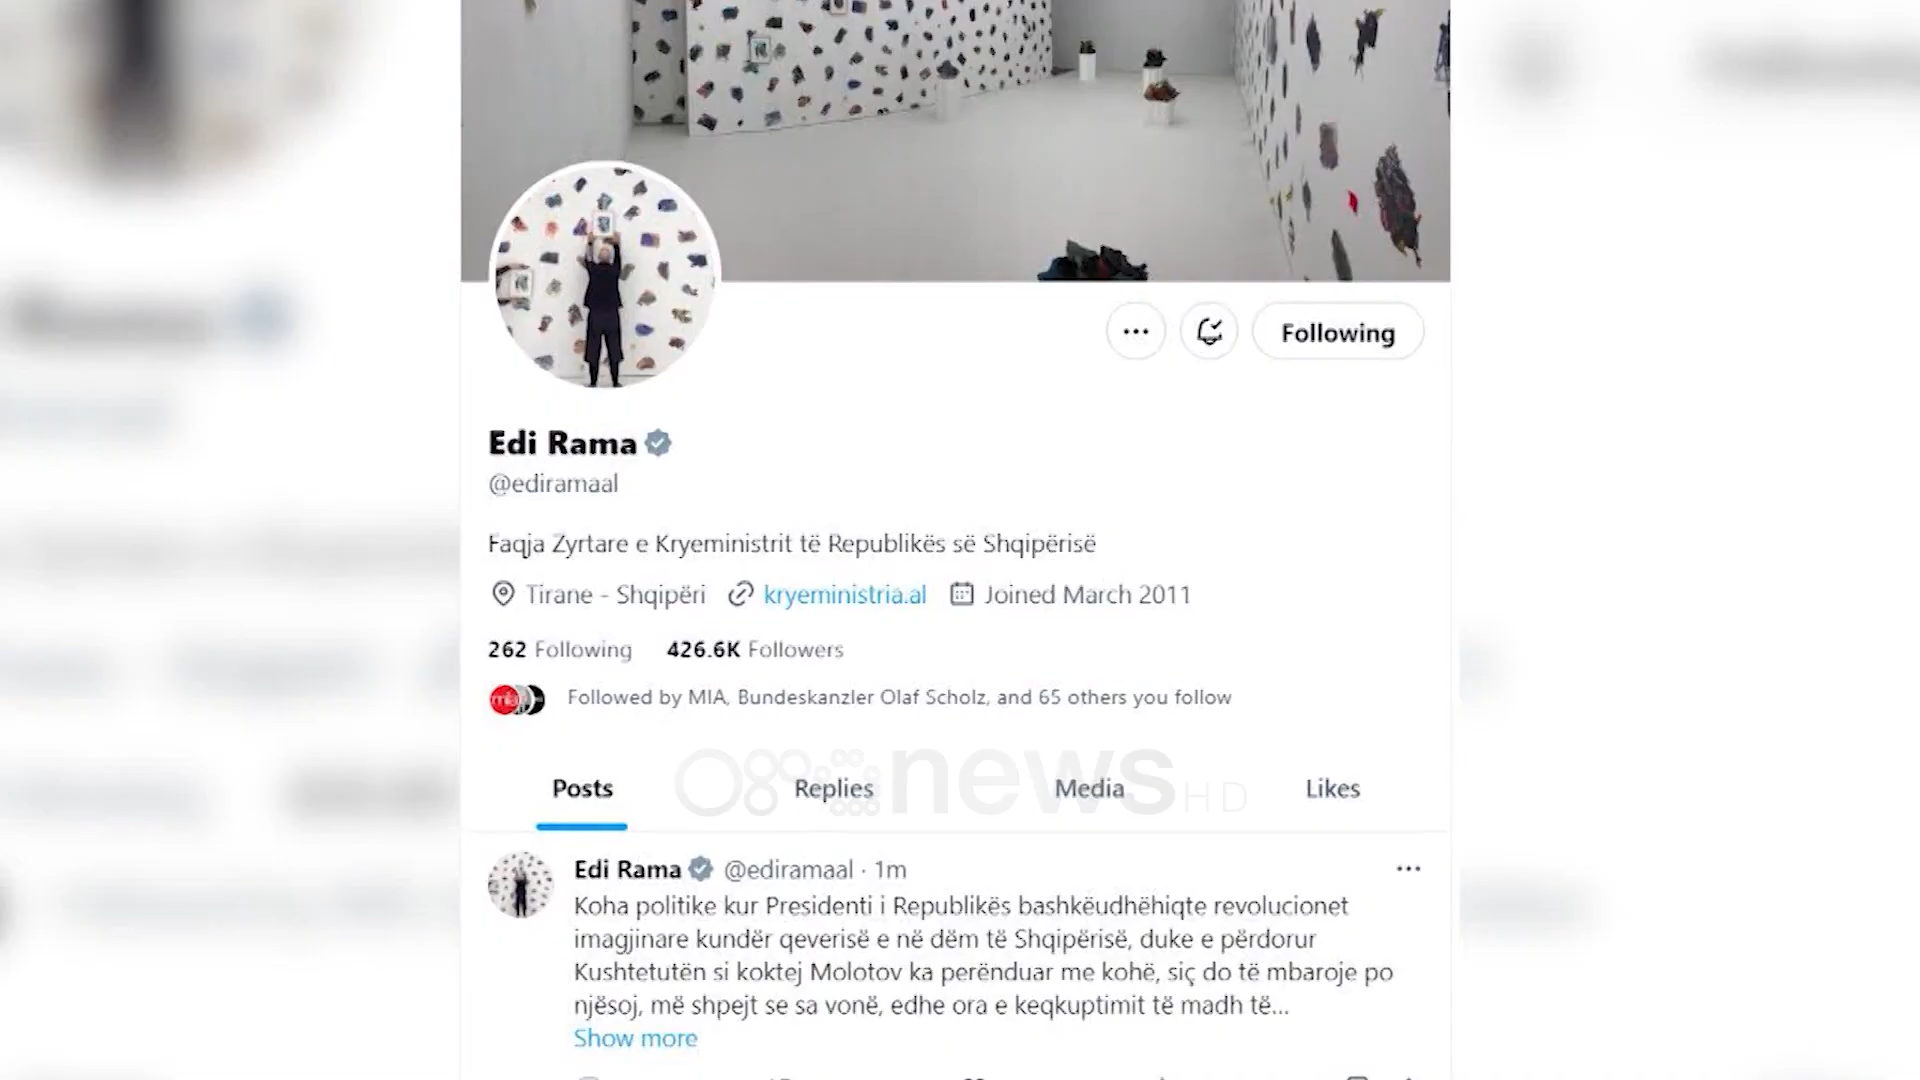 Following
Edi Rama
@ediramaal
Faqja Zyrtare e Kryeministrit të Republikës së Shqipërisë
Tirane - Shqipëri kryeministria.al Joined March 2011
262 Following 426.6K Followers
Followed by MIA, Bundeskanzler Olaf Scholz, and 65 others you follow
news HD
Posts Replies Media Likes
Edi Rama @ediramaal · 1m
Koha politike kur Presidenti i Republikës bashkëudhëhiqte revolucionet
imagjinare kundër qeverisë e në dëm të Shqipërisë, duke e përdorur
Kushtetutën si koktej Molotov ka perënduar me kohë, siç do të mbaroje po
njësoj, më shpejt se sa vonë, edhe ora e keqkuptimit të madh të...
Show more